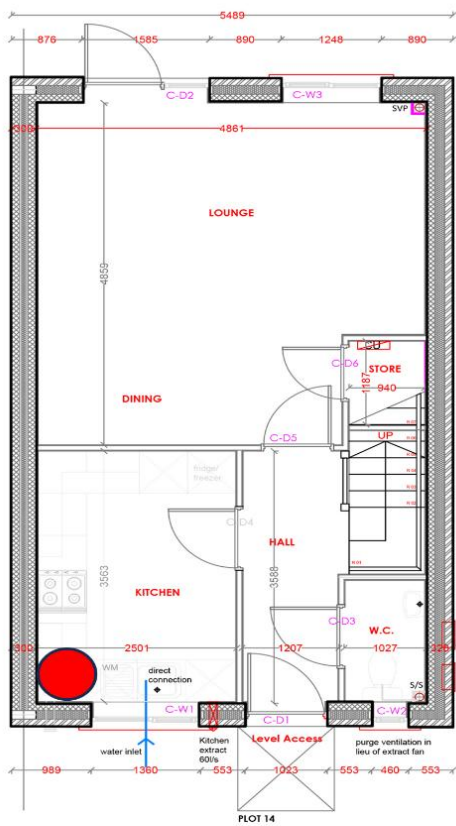 5489
876 1585 890 1248 890
C-D2 C-W3
SVP
300 4861
LOUNGE
4859
CU
C-D6
STORE
1187
940
DINING
UP
C-D5
fridge/
freezer
C-D4
HALL
3563
3588
KITCHEN
C-D3
W.C.
300 2501 1207 1027 328
WM
direct
connection
S/S
C-W1 C-D1 C-W2
Level Access
water inlet
Kitchen
extract
60l/s
purge ventilation in
lieu of extract fan
989 1360 553 1023 553 460 553
PLOT 14